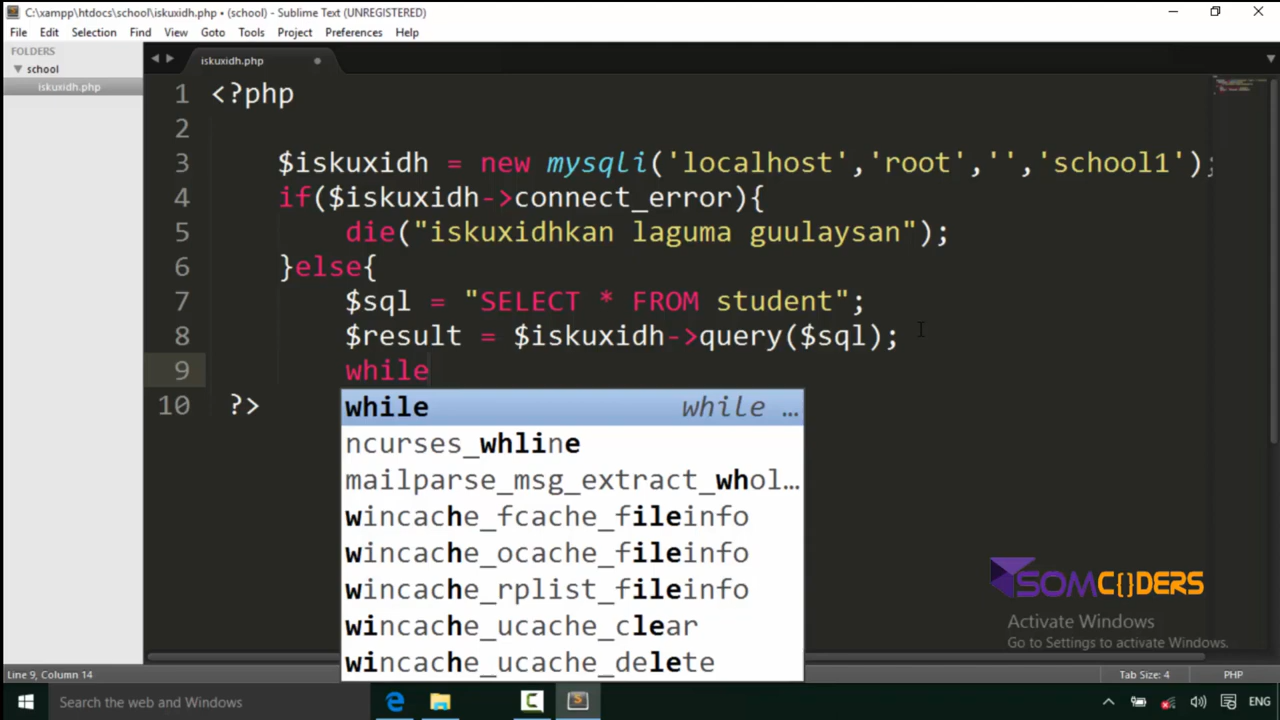 C:\xampp\htdocs\school\iskuxidh.php • (school) - Sublime Text (UNREGISTERED)
File Edit Selection Find View Goto Tools Project Preferences Help
FOLDERS
school
iskuxidh.php
iskuxidh.php
1 <?php
2
3 $iskuxidh = new mysqli('localhost','root','','school1');
4 if($iskuxidh->connect_error){
5 die("iskuxidhkan laguma guulaysan");
6 }else{
7 $sql = "SELECT * FROM student";
8 $result = $iskuxidh->query($sql);
9 while
10 ?>
while while …
ncurses_whline
mailparse_msg_extract_whol…
wincache_fcache_fileinfo
wincache_ocache_fileinfo
wincache_rplist_fileinfo
wincache_ucache_clear
wincache_ucache_delete
SOMC{}DERS
Activate Windows
Go to Settings to activate Windows.
Line 9, Column 14
Tab Size: 4
PHP
Search the web and Windows
ENG